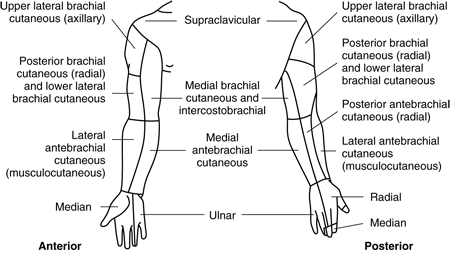 Upper lateral brachial
cutaneous (axillary)
Supraclavicular
Upper lateral brachial
cutaneous (axillary)
Posterior brachial
cutaneous (radial)
and lower lateral
brachial cutaneous
Medial brachial
cutaneous and
intercostobrachial
Posterior brachial
cutaneous (radial)
and lower lateral
brachial cutaneous
Posterior antebrachial
cutaneous (radial)
Lateral
antebrachial
cutaneous
(musculocutaneous)
Medial
antebrachial
cutaneous
Lateral antebrachial
cutaneous
(musculocutaneous)
Median
Ulnar
Radial
Median
Anterior
Posterior